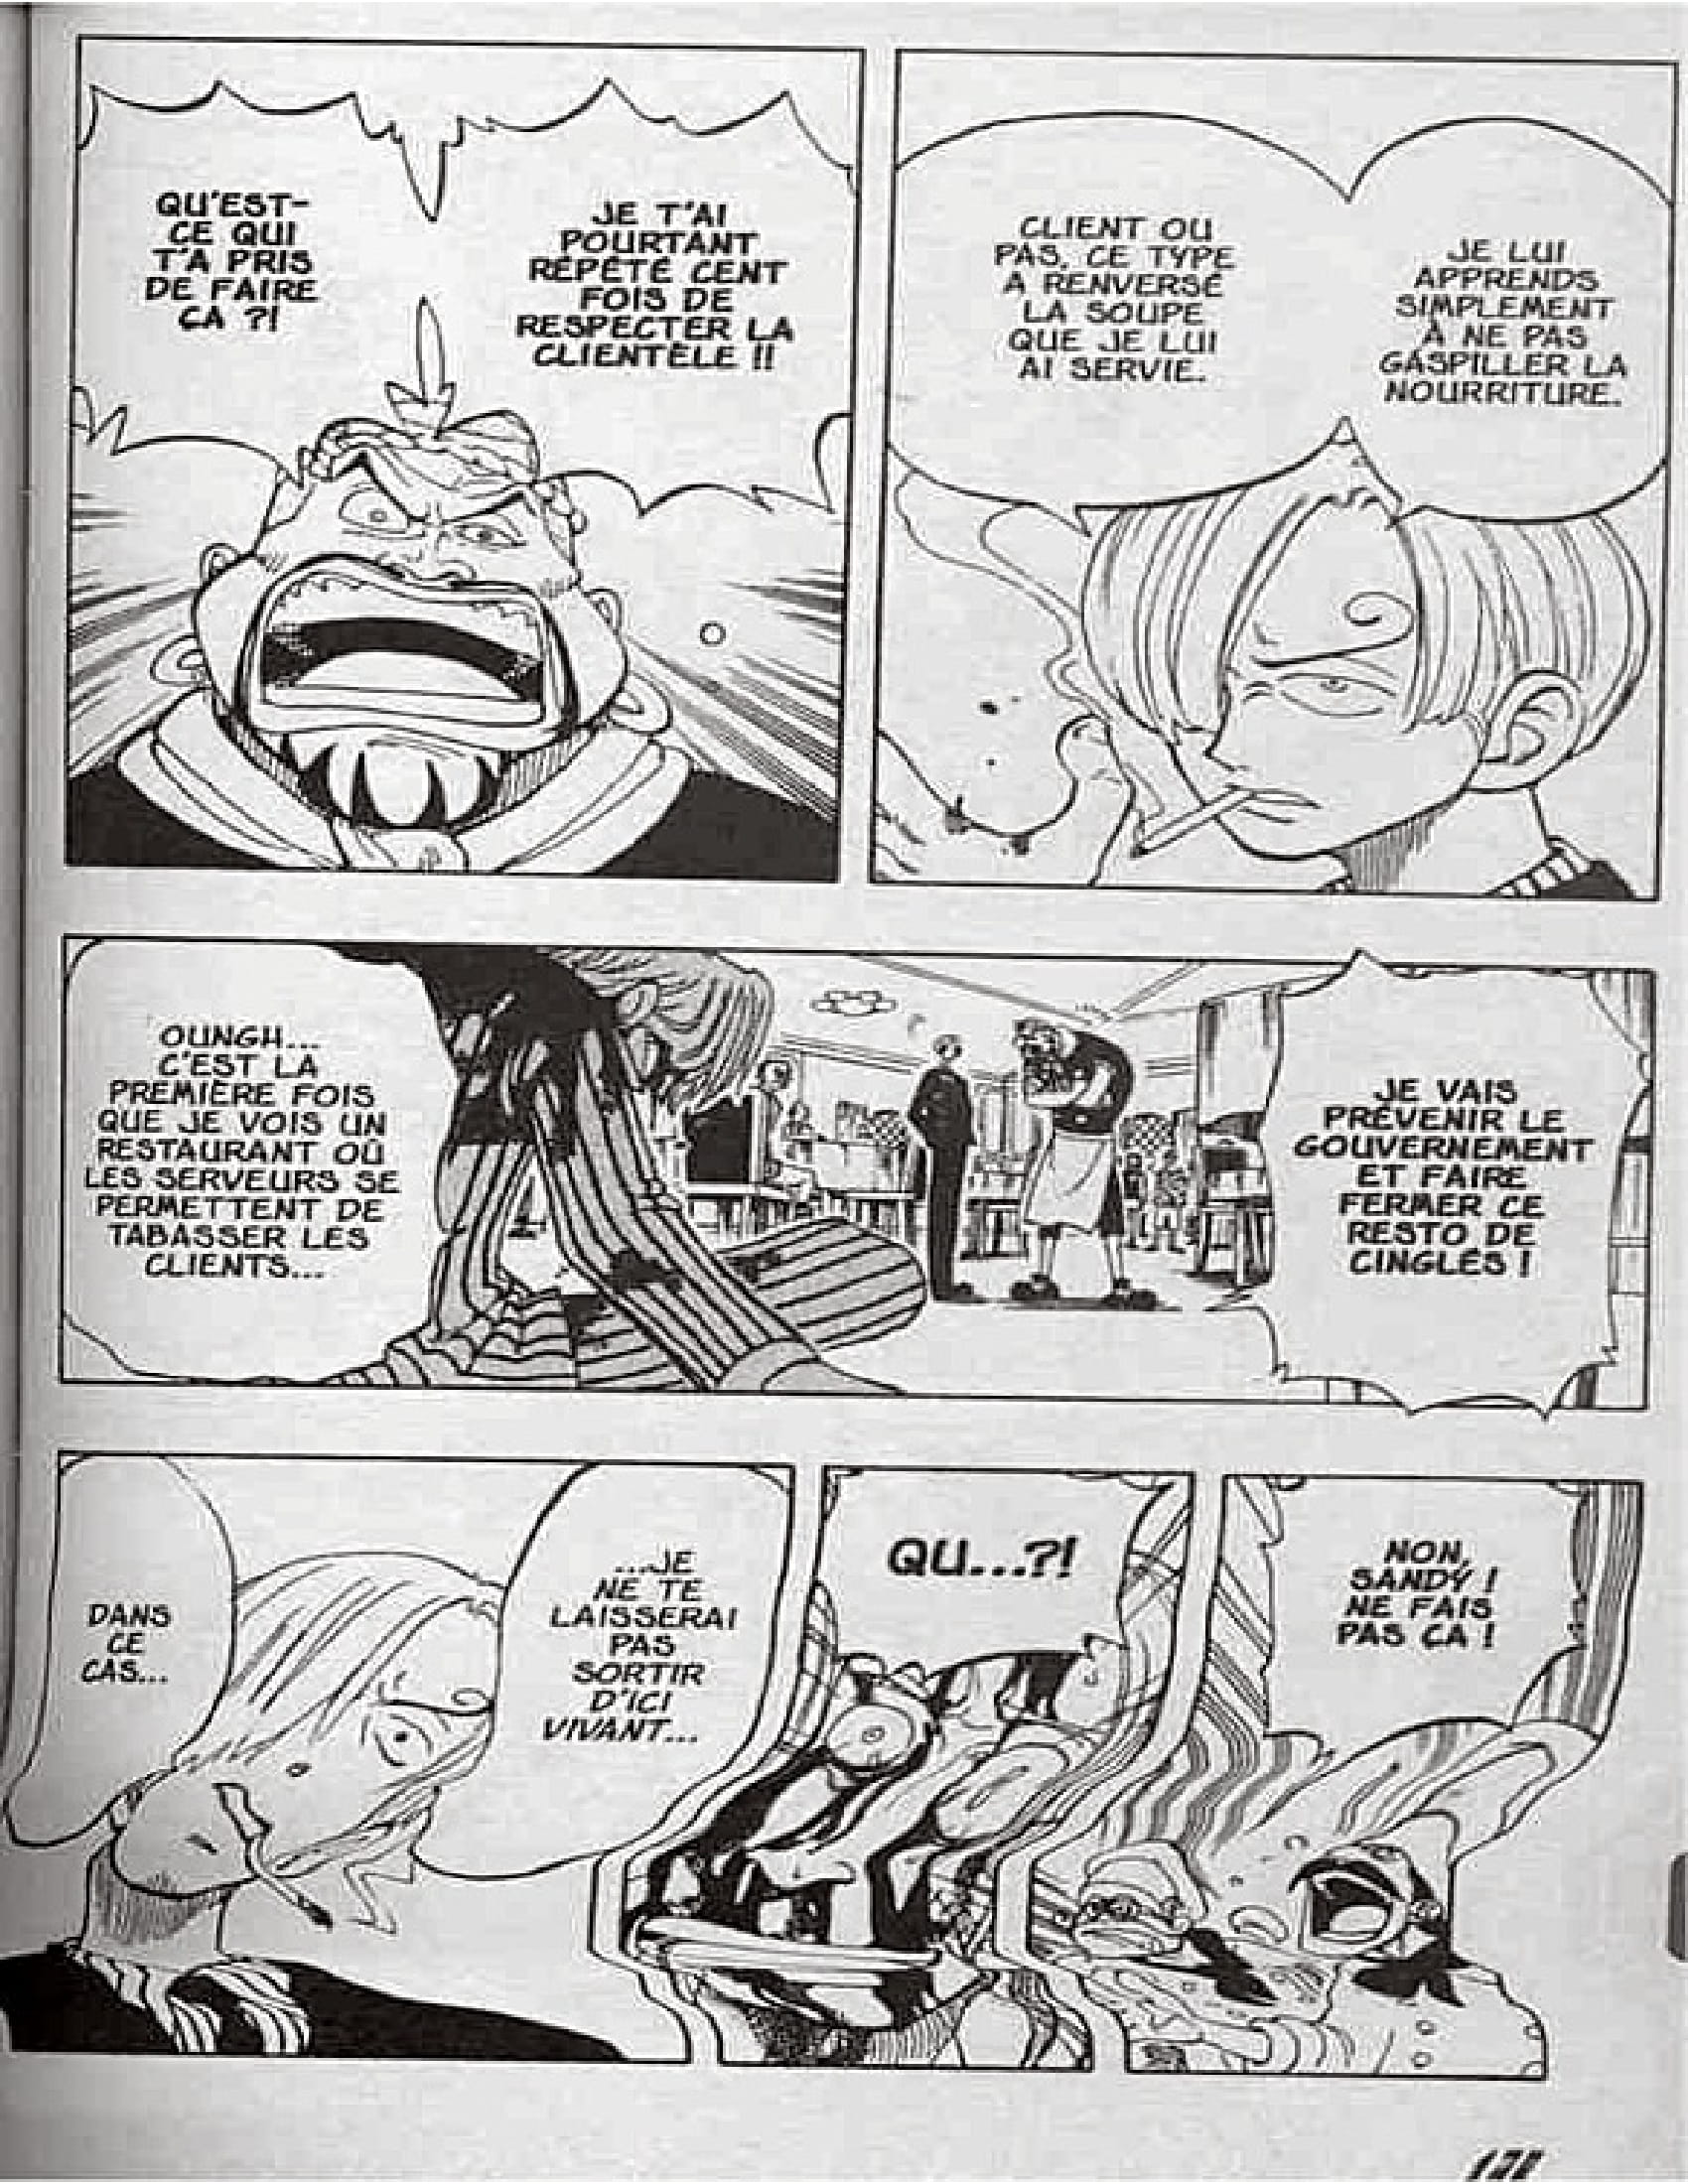 QU'EST-
CE QUI
T'A PRIS
DE FAIRE
ÇA ?!
JE T'AI
POURTANT
RÉPÉTÉ CENT
FOIS DE
RESPECTER LA
CLIENTÈLE !!
CLIENT OU
PAS, CE TYPE
A RENVERSÉ
LA SOUPE
QUE JE LUI
AI SERVIE.
JE LUI
APPRENDS
SIMPLEMENT
À NE PAS
GASPILLER LA
NOURRITURE.
OUNGH...
C'EST LA
PREMIÈRE FOIS
QUE JE VOIS UN
RESTAURANT OÙ
LES SERVEURS SE
PERMETTENT DE
TABASSER LES
CLIENTS...
JE VAIS
PRÉVENIR LE
GOUVERNEMENT
ET FAIRE
FERMER CE
RESTO DE
CINGLÉS !
DANS
CE
CAS...
...JE
NE TE
LAISSERAI
PAS
SORTIR
D'ICI
VIVANT...
QU...?!
NON,
SANDY !
NE FAIS
PAS ÇA !